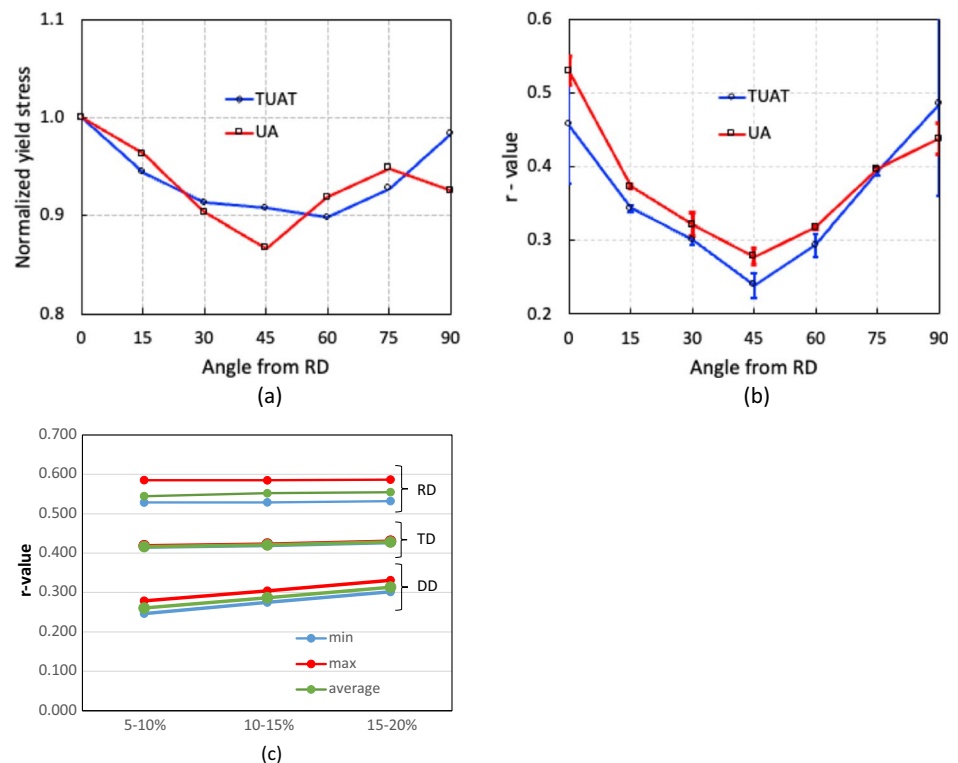 1.1
1.0
0.9
0.8
Normalized yield stress
TUAT
UA
0 15 30 45 60 75 90
Angle from RD
(a)
0.6
0.5
0.4
0.3
0.2
r - value
TUAT
UA
0 15 30 45 60 75 90
Angle from RD
(b)
0.700
0.600
0.500
0.400
0.300
0.200
0.100
0.000
r-value
RD
TD
DD
min
max
average
5-10% 10-15% 15-20%
(c)